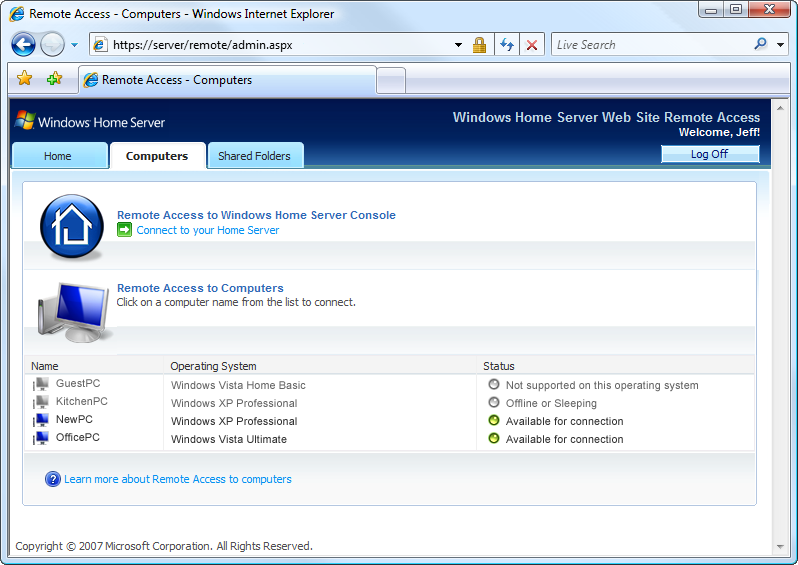 Remote Access - Computers - Windows Internet Explorer
https://server/remote/admin.aspx
Live Search
Remote Access - Computers
Windows Home Server
Windows Home Server Web Site Remote Access
Welcome, Jeff!
Home Computers Shared Folders
Log Off
Remote Access to Windows Home Server Console
Connect to your Home Server
Remote Access to Computers
Click on a computer name from the list to connect.
Name Operating System Status
GuestPC Windows Vista Home Basic Not supported on this operating system
KitchenPC Windows XP Professional Offline or Sleeping
NewPC Windows XP Professional Available for connection
OfficePC Windows Vista Ultimate Available for connection
Learn more about Remote Access to computers
Copyright © 2007 Microsoft Corporation. All Rights Reserved.